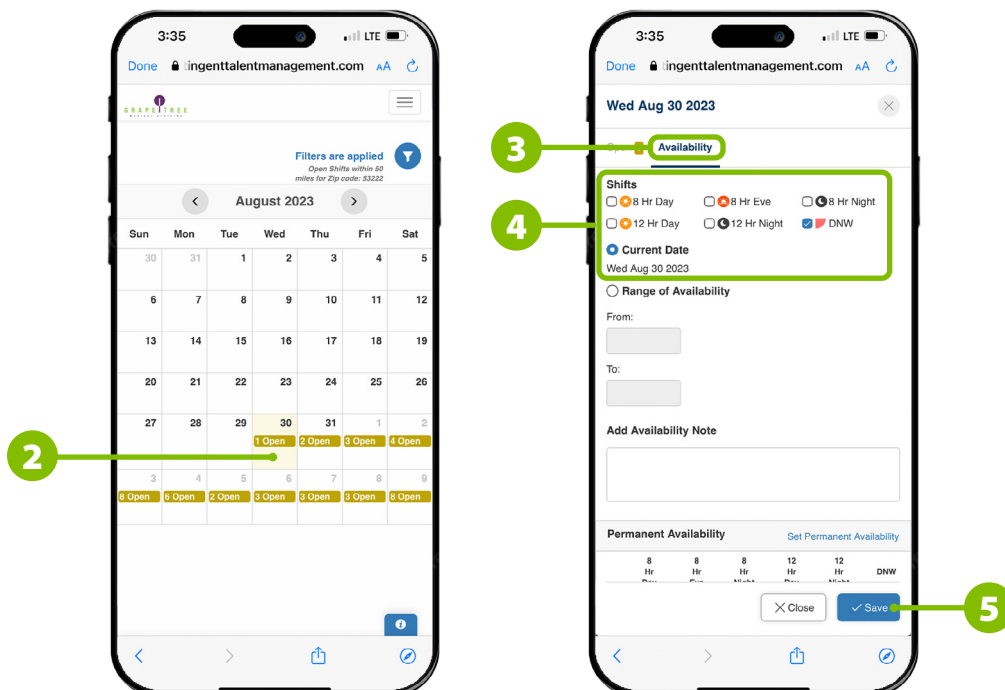 3:35
LTE
Done
tingenttalentmanagement.com
AA
GRAPETREE
MEDICAL STAFFING
Filters are applied
Open Shifts within 50
miles for Zip code: 53222
August 2023
Sun Mon Tue Wed Thu Fri Sat
30 31 1 2 3 4 5
6 7 8 9 10 11 12
13 14 15 16 17 18 19
20 21 22 23 24 25 26
27 28 29 30 31 1 2
1 Open 2 Open 3 Open 4 Open
2
3 4 5 6 7 8 9
8 Open 6 Open 2 Open 3 Open 3 Open 3 Open 8 Open
3:35
LTE
Done
tingenttalentmanagement.com
AA
Wed Aug 30 2023
3
Availability
4
Shifts
8 Hr Day 8 Hr Eve 8 Hr Night
12 Hr Day 12 Hr Night DNW
Current Date
Wed Aug 30 2023
Range of Availability
From:
To:
Add Availability Note
Permanent Availability Set Permanent Availability
8 8 8 12 12
Hr Hr Hr Hr Hr DNW
Day Eve Night Day Night
Close Save
5